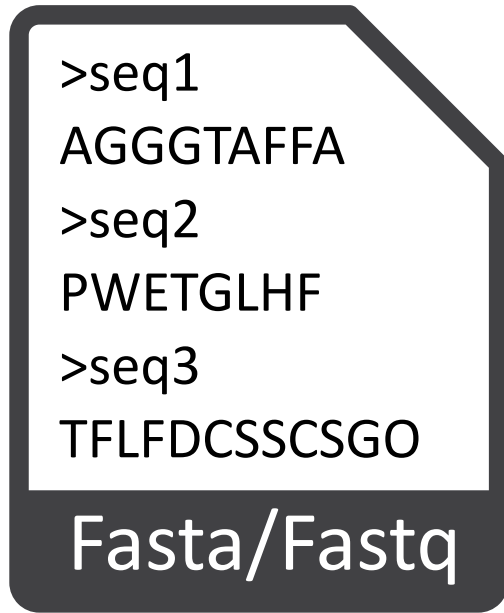 >seq1
AGGGTAFFA
>seq2
PWETGLHF
>seq3
TFLFDCSSCSGO
Fasta/Fastq